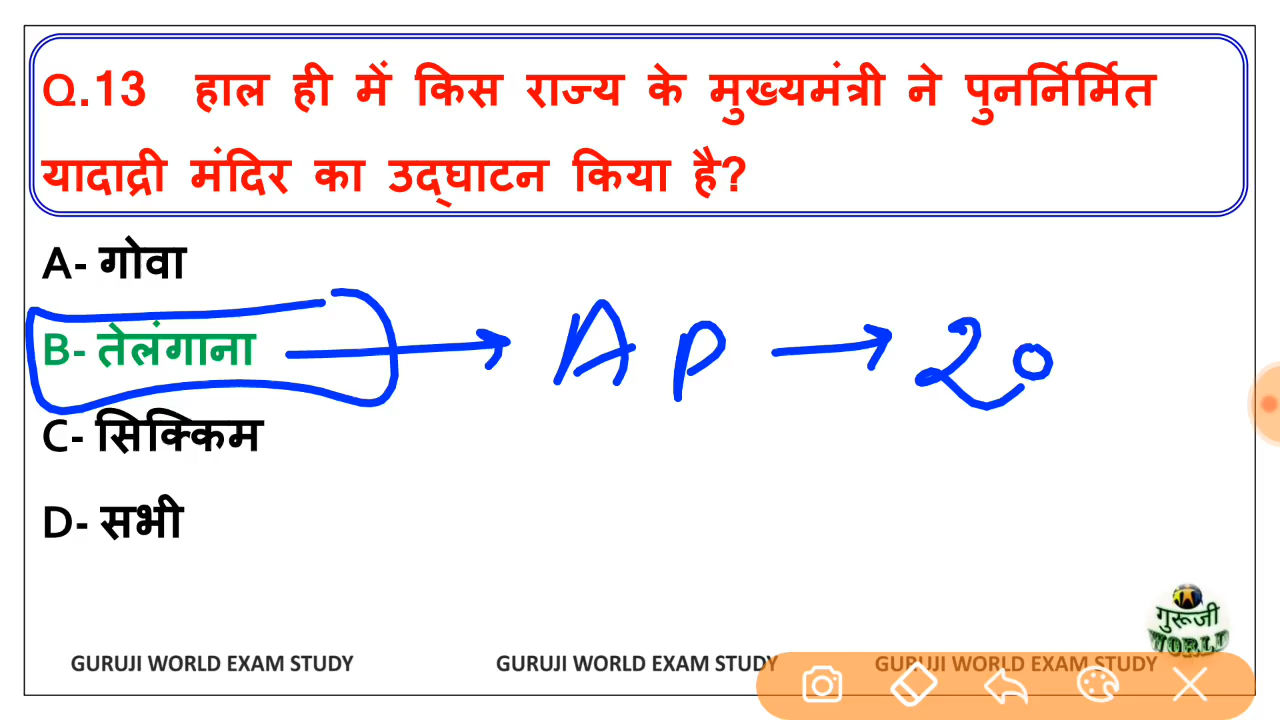 Q.13 हाल ही में किस राज्य के मुख्यमंत्री ने पुनर्निर्मित
यादाद्री मंदिर का उद्घाटन किया है?
A- गोवा
B- तेलंगाना → AP → 20
C- सिक्किम
D- सभी
गुरूजी
WORLD
GURUJI WORLD EXAM STUDY GURUJI WORLD EXAM STUDY GURUJI WORLD EXAM STUDY